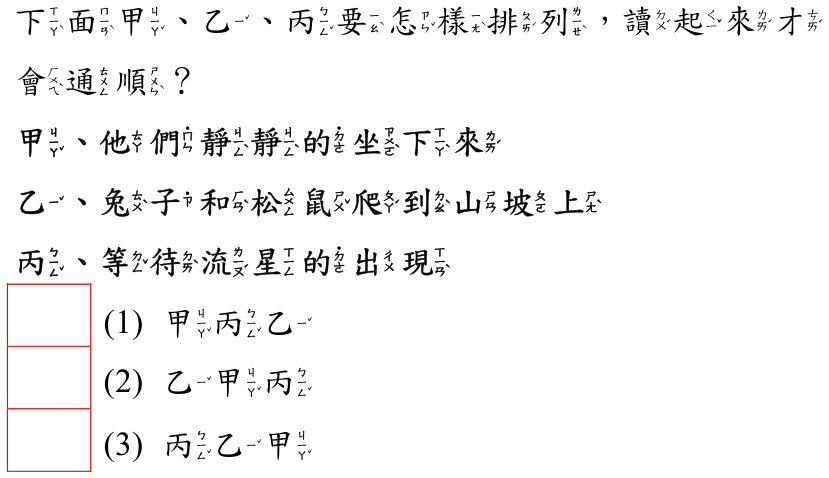 下面甲、乙、丙要怎樣排列，讀起來才
會通順？
甲、他們靜靜的坐下來
乙、兔子和松鼠爬到山坡上
丙、等待流星的出現
(1) 甲丙乙
(2) 乙甲丙
(3) 丙乙甲